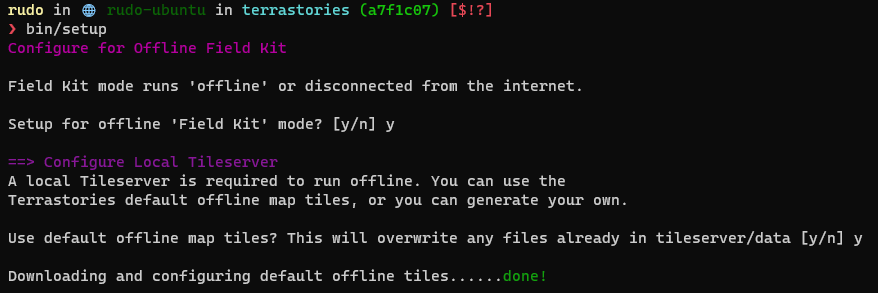 rudo in 🌐 rudo-ubuntu in terrastories (a7f1c07) [$!?]
❯ bin/setup
Configure for Offline Field Kit
Field Kit mode runs 'offline' or disconnected from the internet.
Setup for offline 'Field Kit' mode? [y/n] y
==> Configure Local Tileserver
A local Tileserver is required to run offline. You can use the
Terrastories default offline map tiles, or you can generate your own.
Use default offline map tiles? This will overwrite any files already in tileserver/data [y/n] y
Downloading and configuring default offline tiles......done!